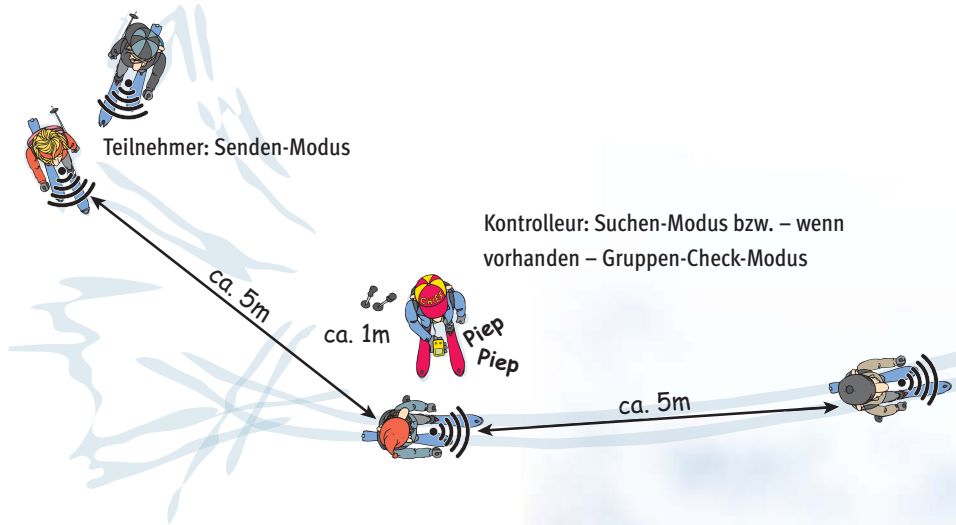 Teilnehmer: Senden-Modus
Kontrolleur: Suchen-Modus bzw. – wenn
vorhanden – Gruppen-Check-Modus
ca. 5m
ca. 1m
CHEF
Piep
Piep
ca. 5m